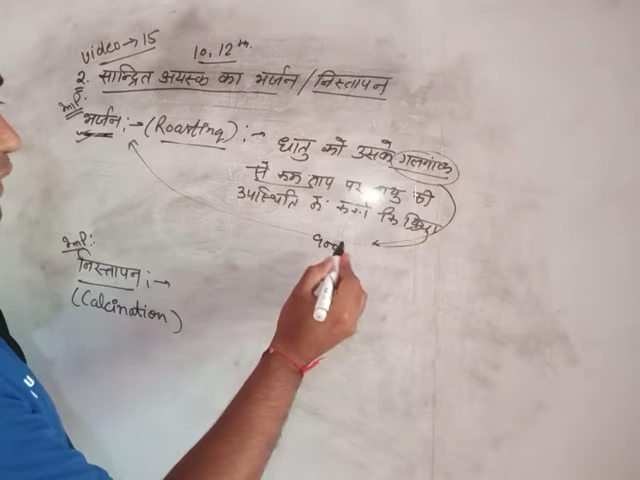 video → 15
10, 12th.
2. सान्द्रित अयस्क का भर्जन / निस्तापन
Imp:
भर्जन :- (Roasting) :- धातु को उसके गलनांक
से कम ताप पर वायु की
उपस्थिति में करने कि क्रिया
Imp:
निस्तापन :-
(Calcination)